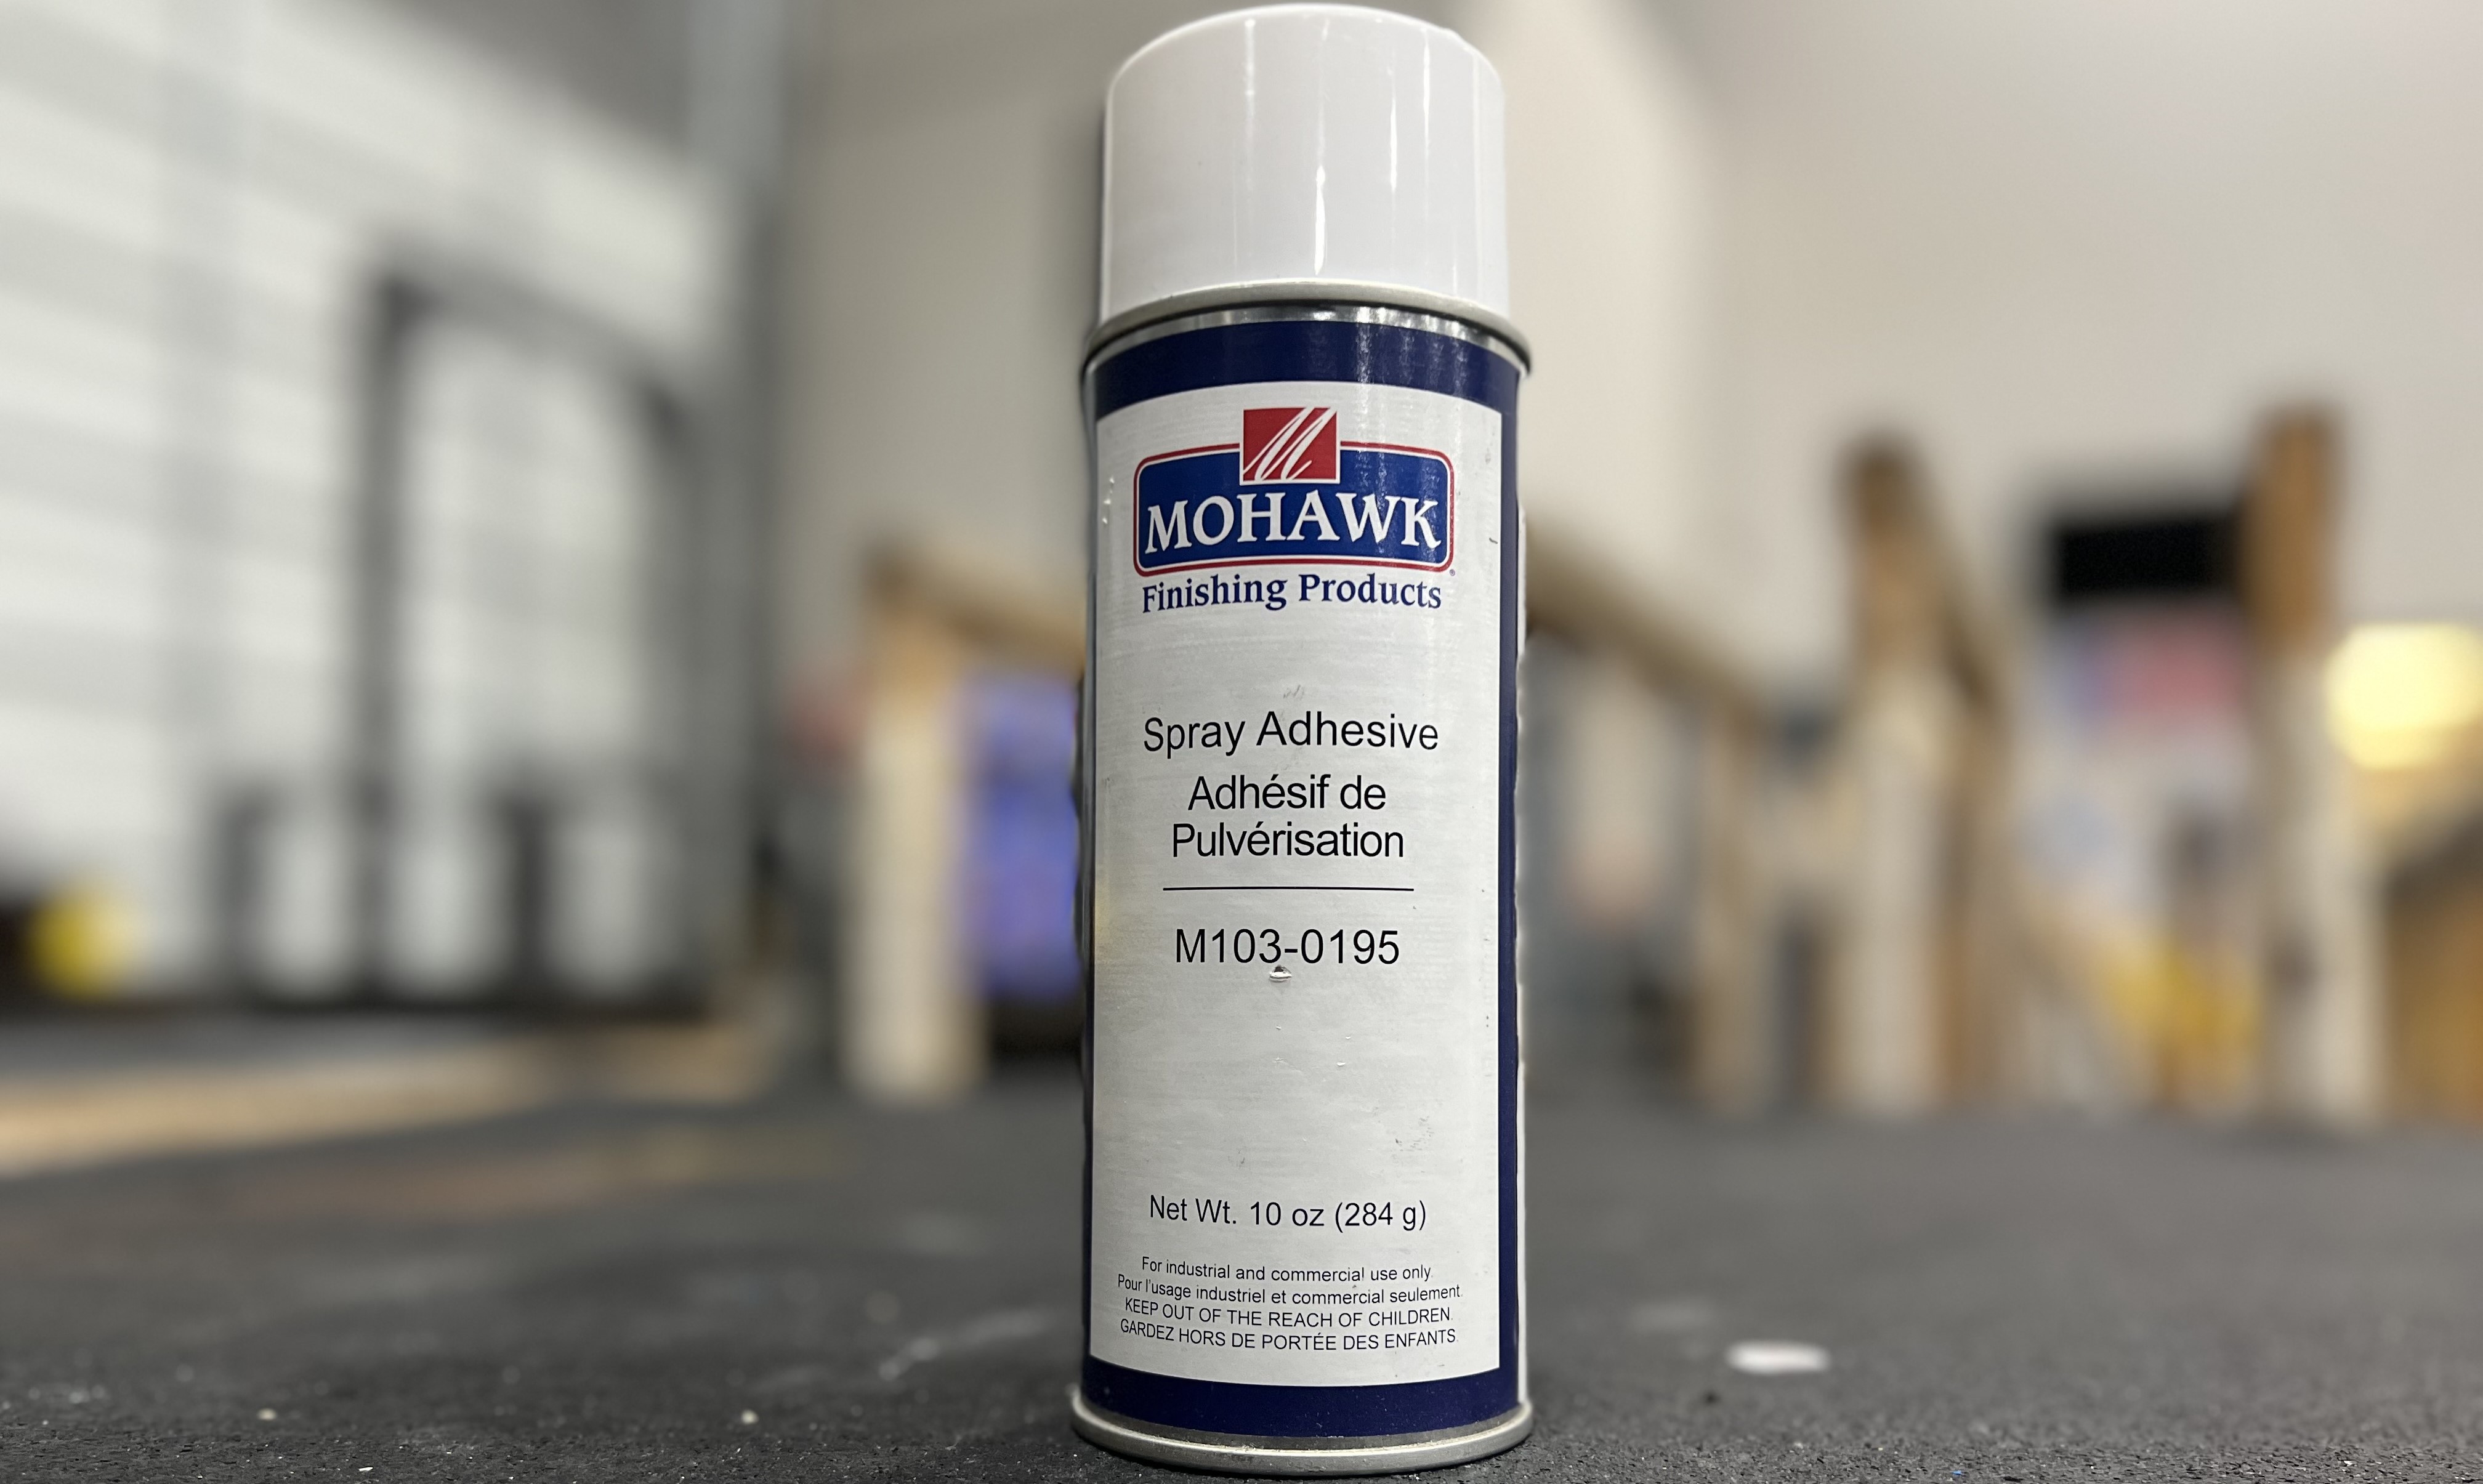 MOHAWK
Finishing Products
Spray Adhesive
Adhésif de
Pulvérisation
M103-0195
Net Wt. 10 oz (284 g)
For industrial and commercial use only.
Pour l'usage industriel et commercial seulement.
KEEP OUT OF THE REACH OF CHILDREN.
GARDEZ HORS DE PORTÉE DES ENFANTS.